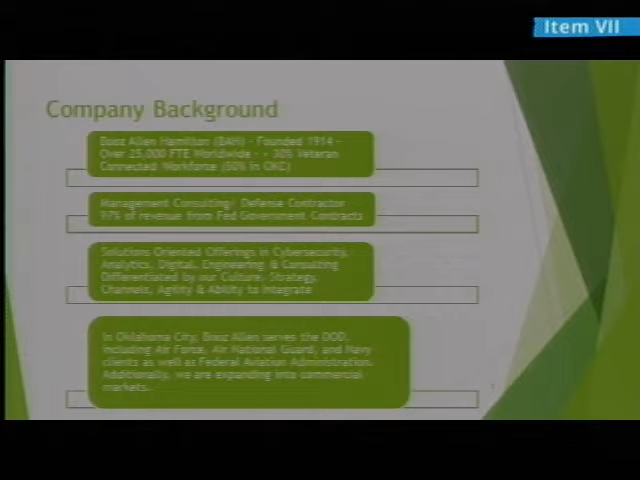 Item VII
Company Background
Booz Allen Hamilton (BAH) - Founded 1914 -
Over 25,000 FTE Worldwide - + 30% Veteran
Connected Workforce (50% in OKC)
Management Consulting/ Defense Contractor
97% of revenue from Fed Government Contracts
Solutions Oriented Offerings in Cybersecurity,
Analytics, Digital, Engineering & Consulting
Differentiated by our Culture, Strategy,
Channels, Agility & Ability to Integrate
In Oklahoma City, Booz Allen serves the DOD,
including Air Force, Air National Guard, and Navy
clients as well as Federal Aviation Administration.
Additionally, we are expanding into commercial
markets.